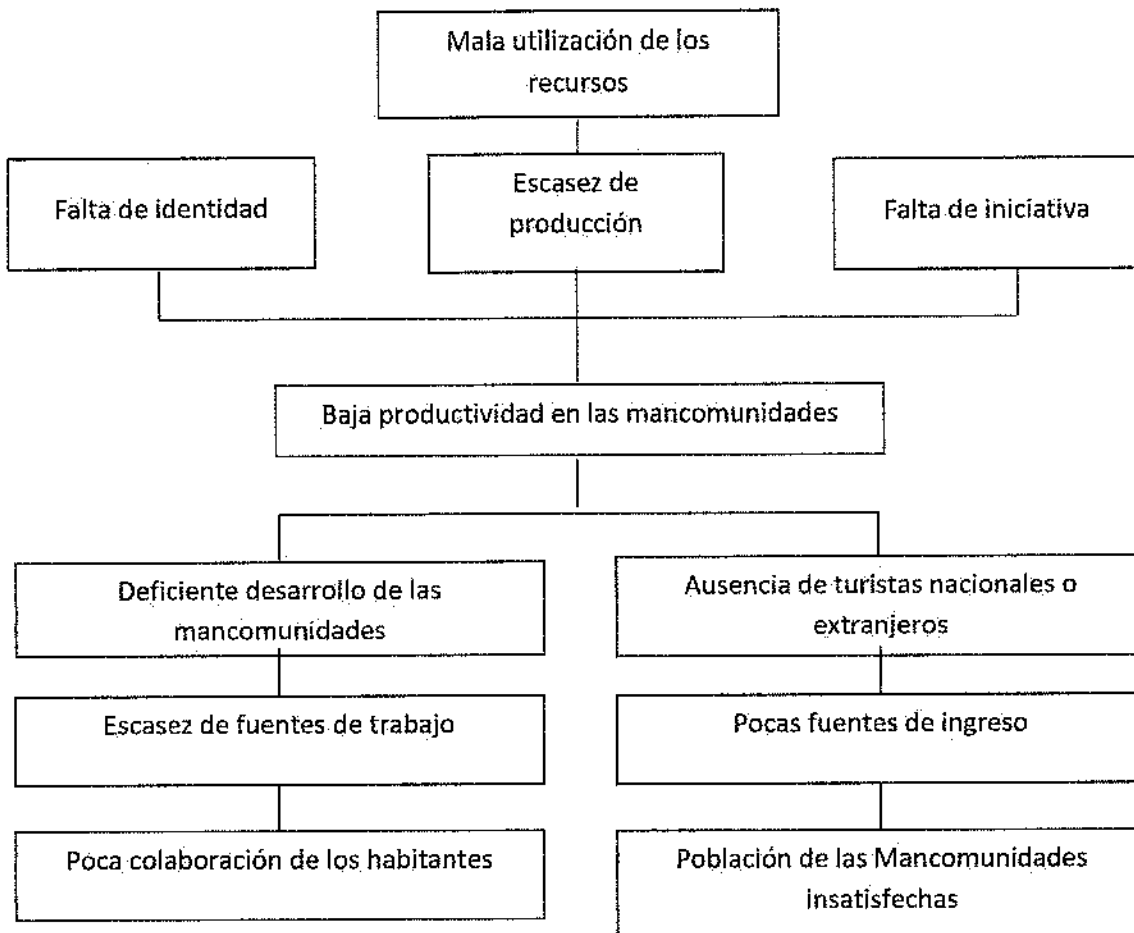 Mala utilización de los
recursos
Falta de identidad
Escasez de
producción
Falta de iniciativa
Baja productividad en las mancomunidades
Deficiente desarrollo de las
mancomunidades
Ausencia de turistas nacionales o
extranjeros
Escasez de fuentes de trabajo
Pocas fuentes de ingreso
Poca colaboración de los habitantes
Población de las Mancomunidades
insatisfechas